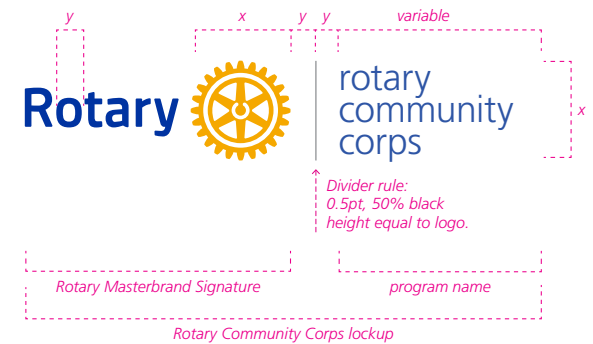 y x y y variable
Rotary
rotary
community
corps
x
Divider rule:
0.5pt, 50% black
height equal to logo.
Rotary Masterbrand Signature
program name
Rotary Community Corps lockup